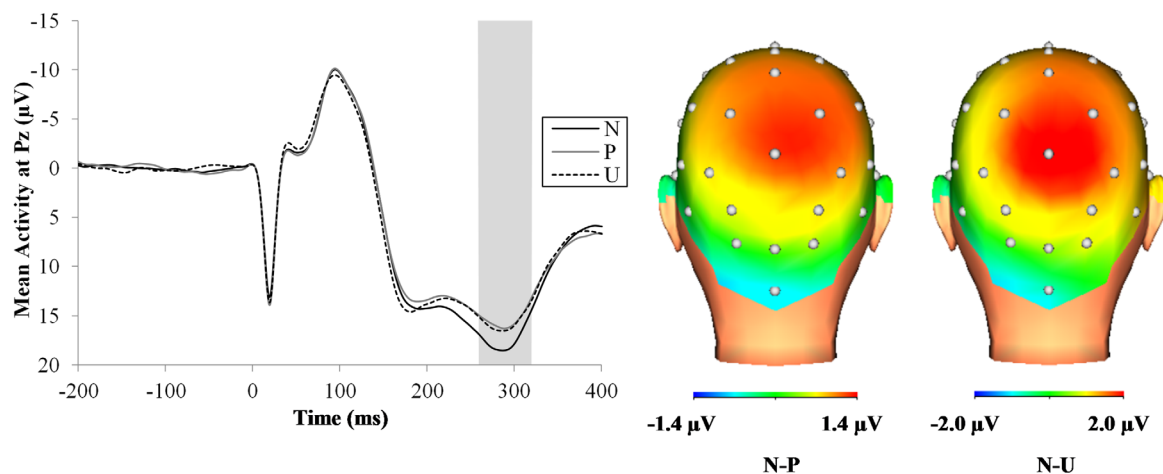 Mean Activity at Pz (µV)
-15
-10
-5
0
5
10
15
20
-200
-100
0
100
200
300
400
Time (ms)
N
P
U
-1.4 µV
1.4 µV
N-P
-2.0 µV
2.0 µV
N-U